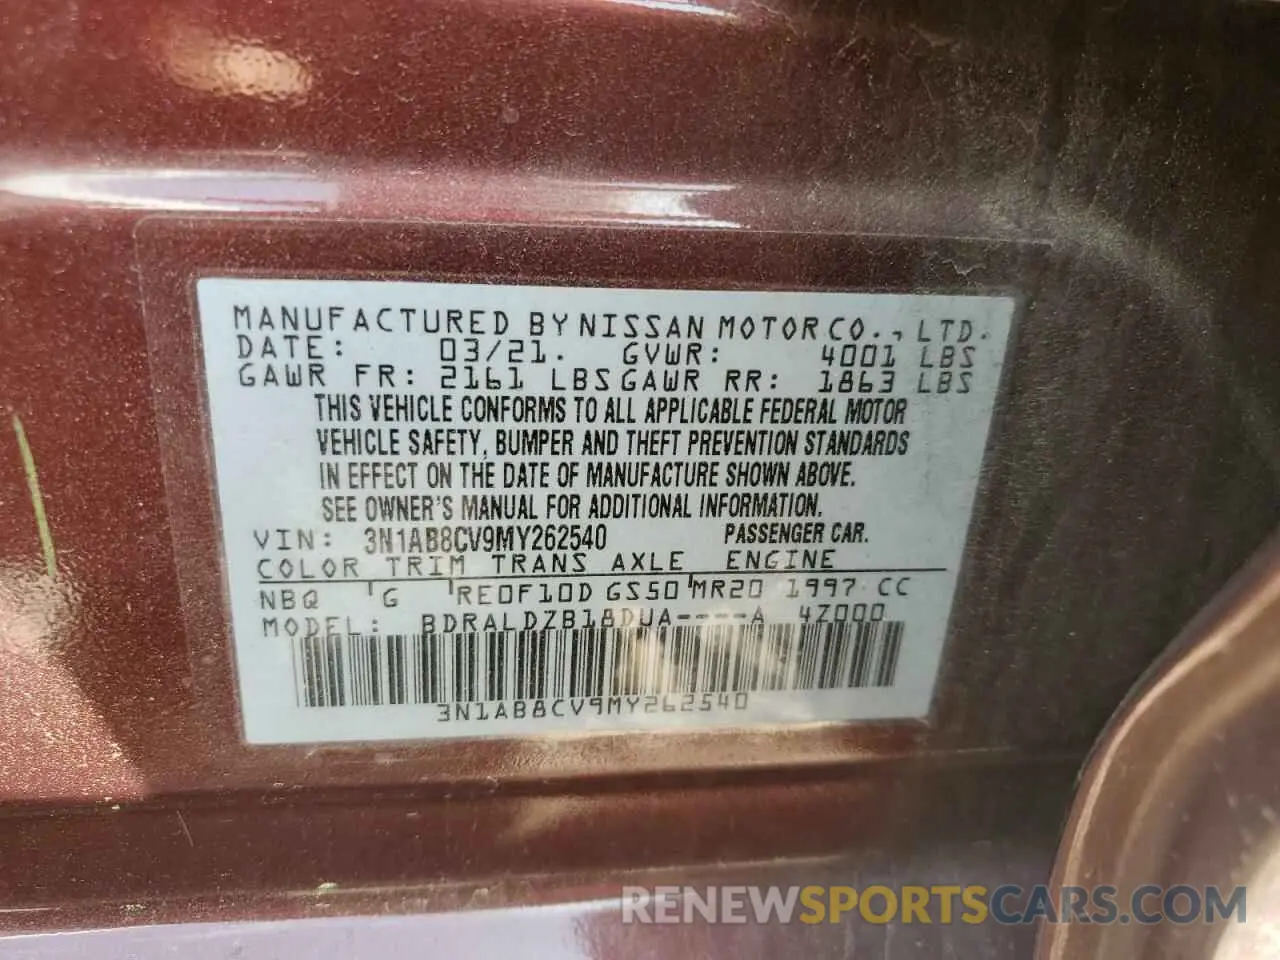 MANUFACTURED BY NISSAN MOTOR CO., LTD.
DATE: 03/21. GVWR: 4001 LBS
GAWR FR: 2161 LBS GAWR RR: 1863 LBS
THIS VEHICLE CONFORMS TO ALL APPLICABLE FEDERAL MOTOR
VEHICLE SAFETY, BUMPER AND THEFT PREVENTION STANDARDS
IN EFFECT ON THE DATE OF MANUFACTURE SHOWN ABOVE.
SEE OWNER'S MANUAL FOR ADDITIONAL INFORMATION.
VIN: 3N1AB8CV9MY262540 PASSENGER CAR.
COLOR TRIM TRANS AXLE ENGINE
NBQ G RE0F10D GS50 MR20 1997 CC
MODEL: BDRALDZB18DUA----A 4Z000
3N1AB8CV9MY262540
RENEWSPORTSCARS.COM